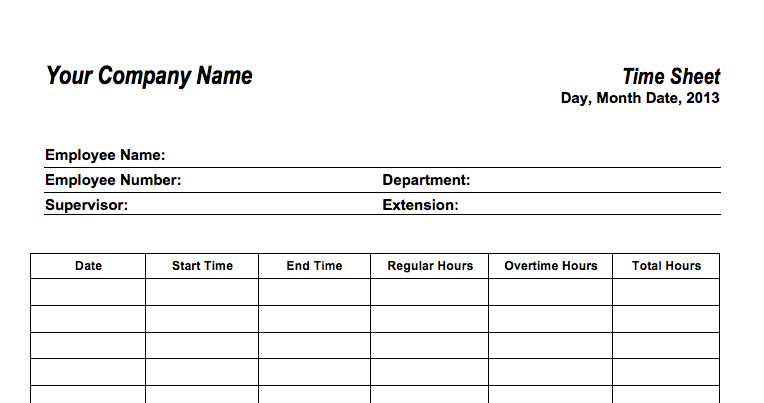 Your Company Name Time Sheet
Day, Month Date, 2013
Employee Name:
Employee Number: Department:
Supervisor: Extension:
Date Start Time End Time Regular Hours Overtime Hours Total Hours